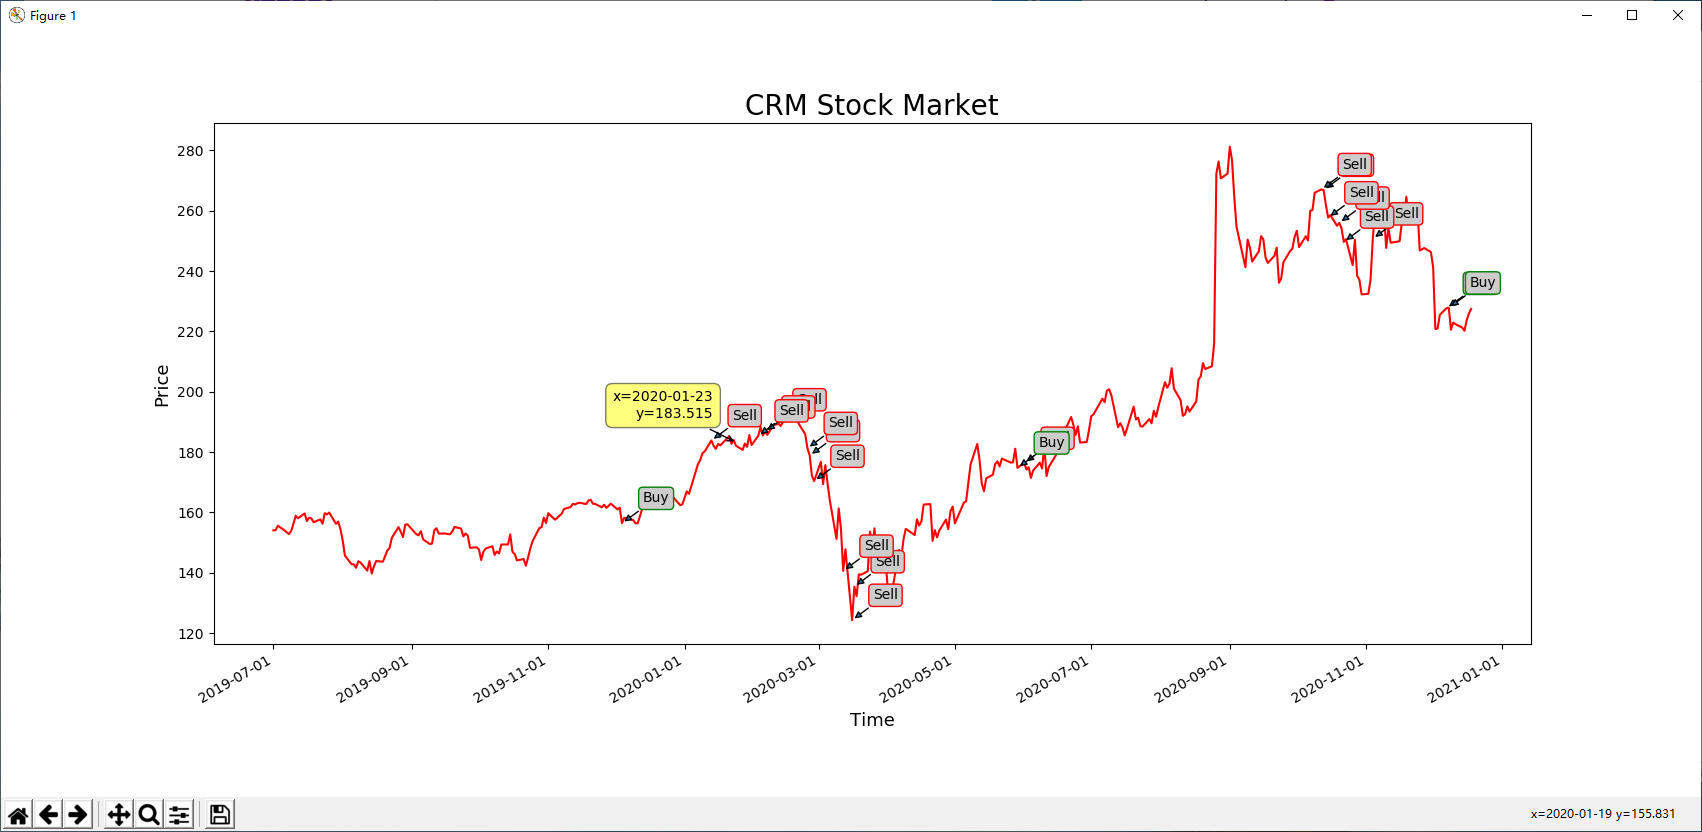 Figure 1
CRM Stock Market
Price
280
260
240
220
200
180
160
140
120
x=2020-01-23
y=183.515
Buy
Sell
Sell
Sell
Sell
Sell
Sell
Sell
Sell
Buy
Sell
Sell
Sell
Sell
Sell
Buy
2019-07-01
2019-09-01
2019-11-01
2020-01-01
2020-03-01
2020-05-01
2020-07-01
2020-09-01
2020-11-01
2021-01-01
Time
x=2020-01-19 y=155.831